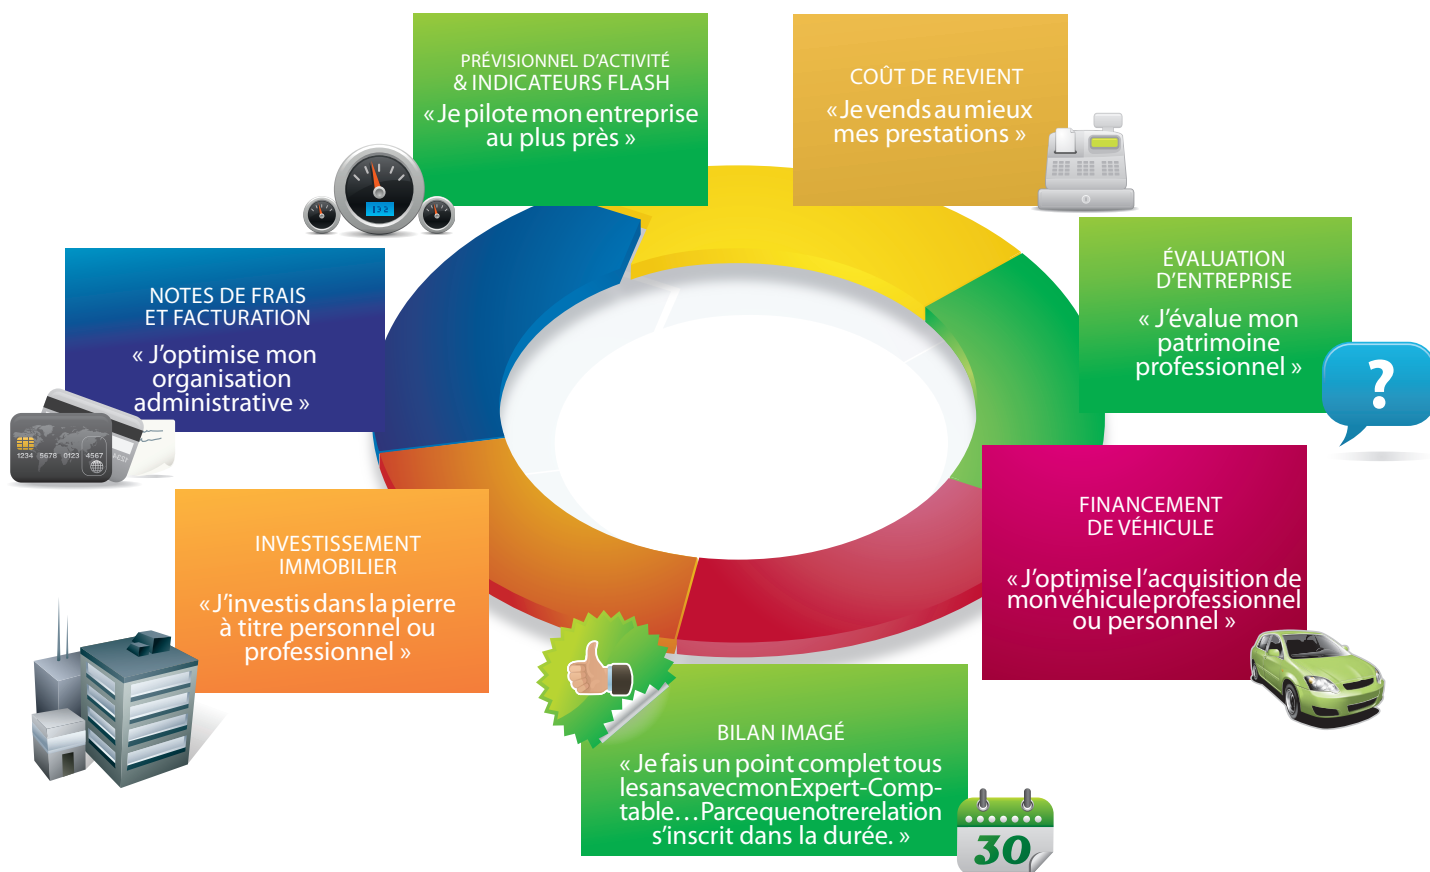 PRÉVISIONNEL D'ACTIVITÉ
& INDICATEURS FLASH
« Je pilote mon entreprise
au plus près »
COÛT DE REVIENT
« Je vends au mieux
mes prestations »
ÉVALUATION
D'ENTREPRISE
« J'évalue mon
patrimoine
professionnel »
?
NOTES DE FRAIS
ET FACTURATION
« J'optimise mon
organisation
administrative »
1234 5678 0123 4567
FINANCEMENT
DE VÉHICULE
« J'optimise l'acquisition de
mon véhicule professionnel
ou personnel »
INVESTISSEMENT
IMMOBILIER
« J'investis dans la pierre
à titre personnel ou
professionnel »
BILAN IMAGÉ
« Je fais un point complet tous
les ans avec mon Expert-Comp-
table… Parce que notre relation
s'inscrit dans la durée. »
30